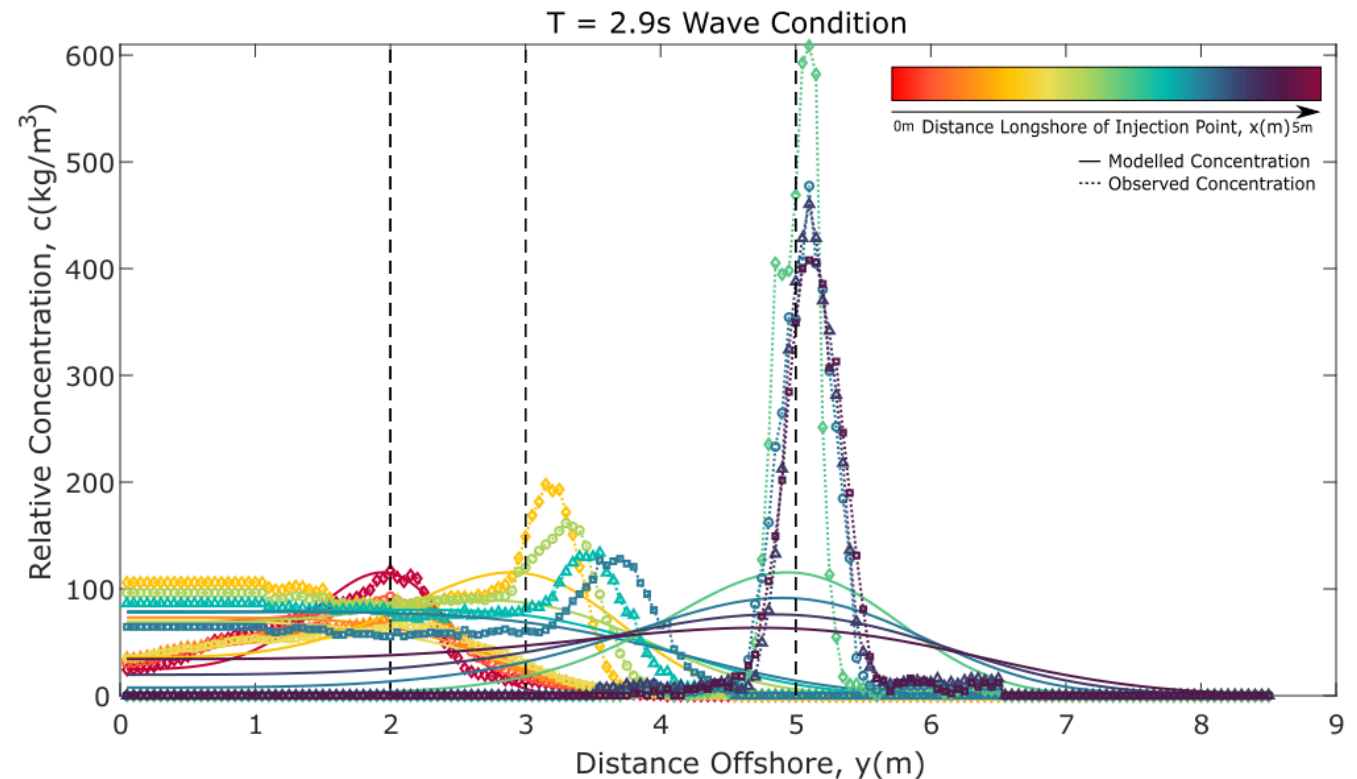 T = 2.9s Wave Condition
600
500
400
300
200
100
0
Relative Concentration, c(kg/m³)
0m Distance Longshore of Injection Point, x(m) 5m
Modelled Concentration
Observed Concentration
0 1 2 3 4 5 6 7 8 9
Distance Offshore, y(m)